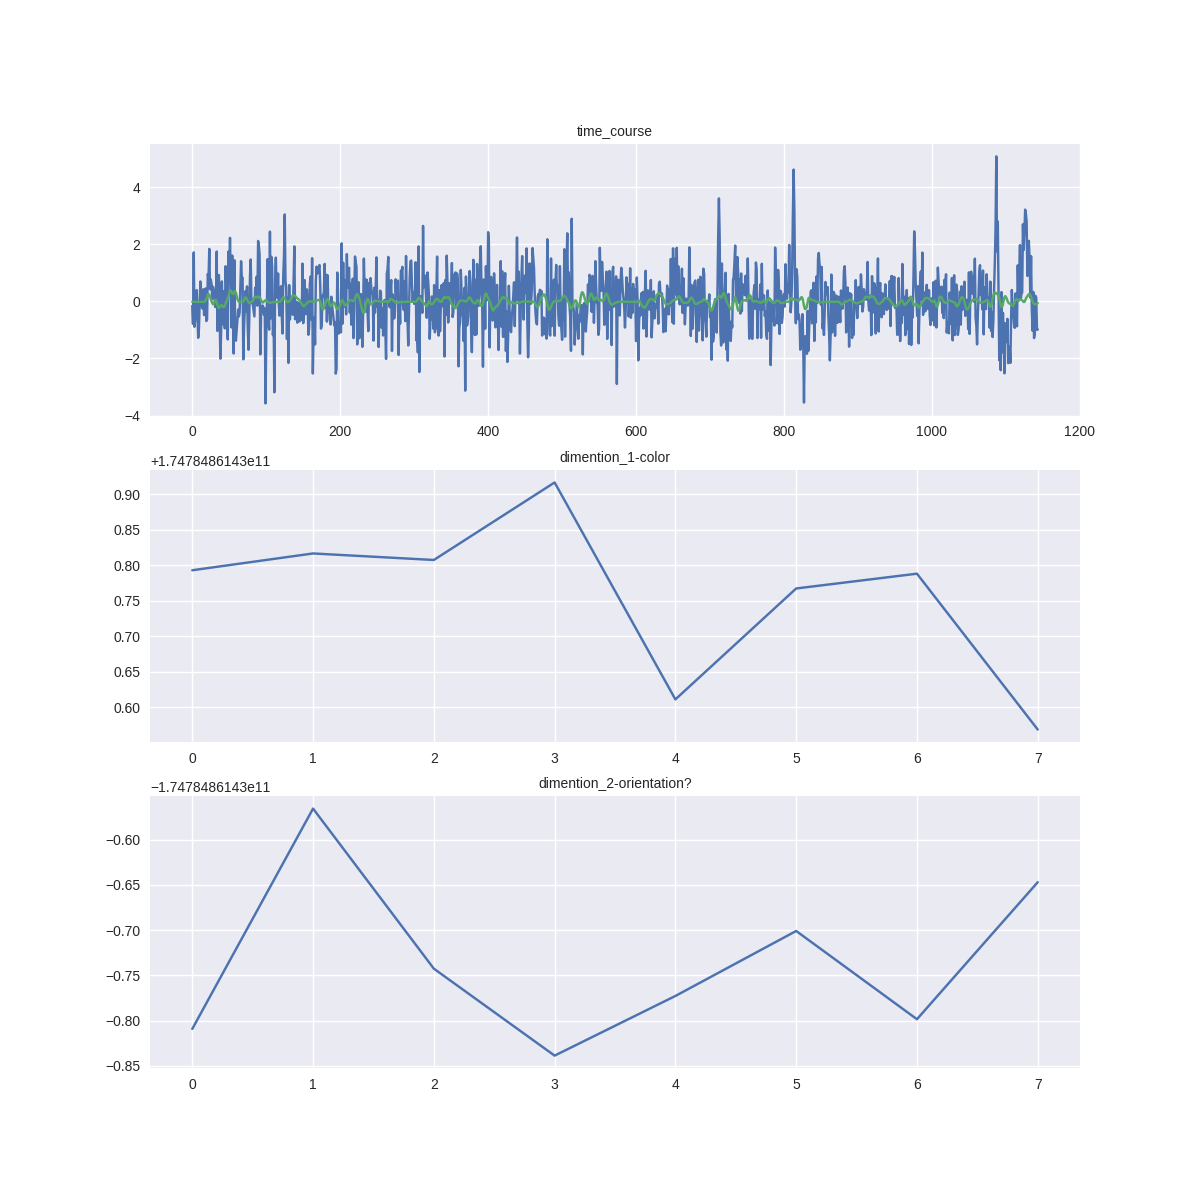 time_course
4
2
0
−2
−4
0 200 400 600 800 1000 1200
+1.7478486143e11
dimention_1-color
0.90
0.85
0.80
0.75
0.70
0.65
0.60
0 1 2 3 4 5 6 7
−1.7478486143e11
dimention_2-orientation?
−0.60
−0.65
−0.70
−0.75
−0.80
−0.85
0 1 2 3 4 5 6 7